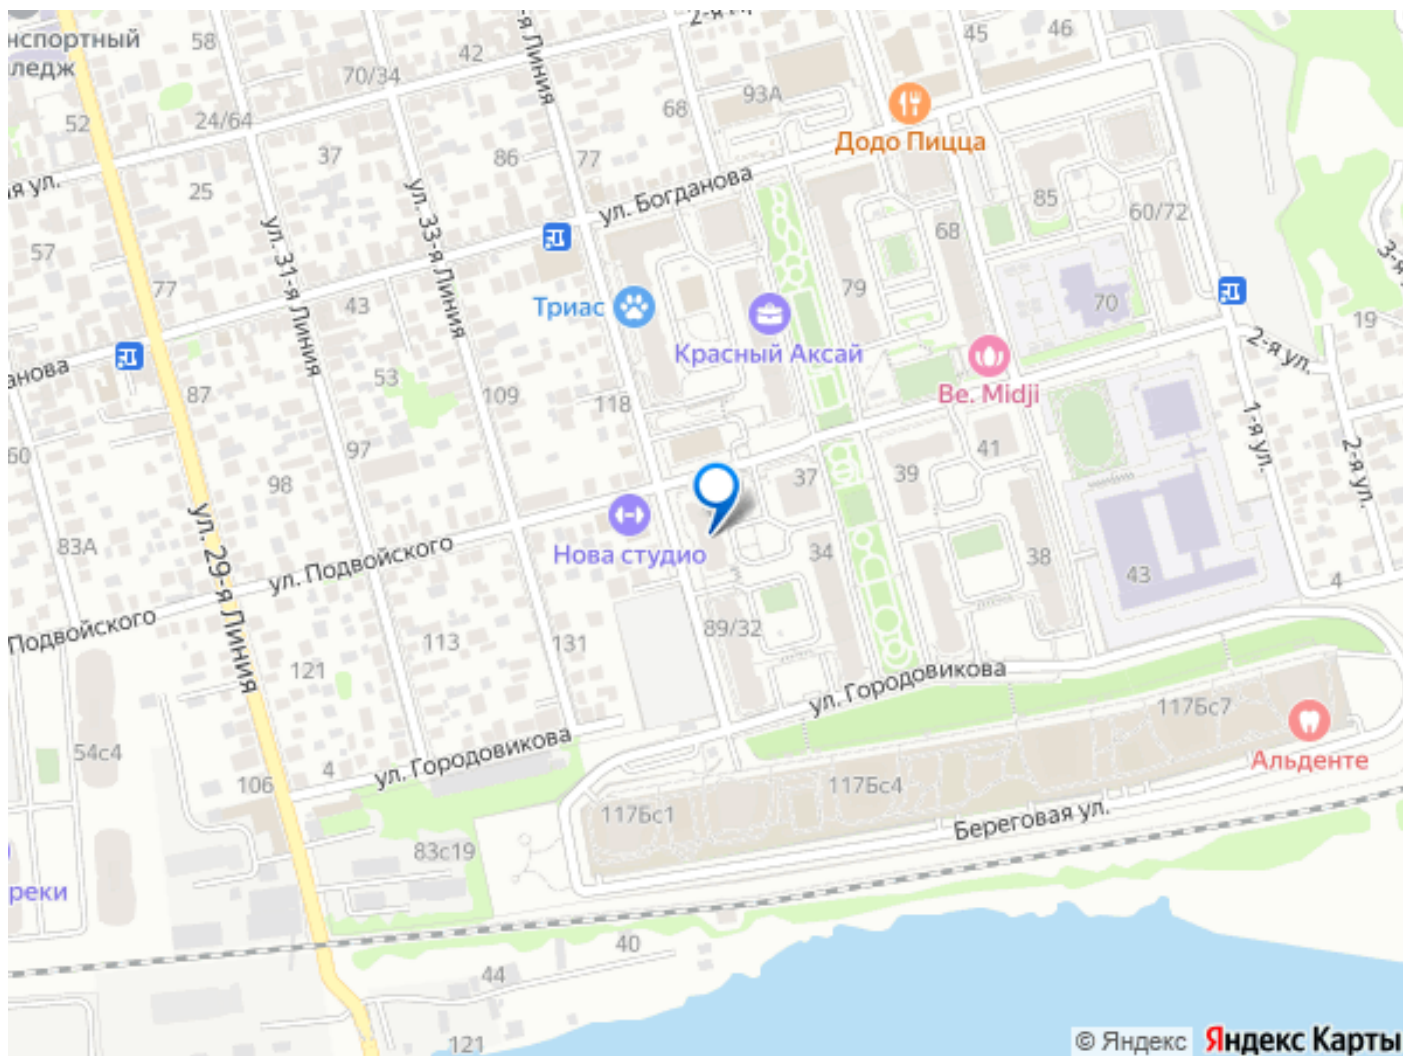 нспортный
ледж
58
42
70/34
-я Линия
45
46
52
24/64
68
93А
Додо Пицца
37
86
77
ая ул.
25
ул. 33-я Линия
ул. Богданова
85
68
60/72
57
ул. 31-я Линия
77
43
Триас
79
70
19
Красный Аксай
2-я ул.
анова
53
87
109
118
Be. Midji
1-я ул.
2-я ул.
60
97
98
41
39
37
ул. 29-я Линия
83А
ул. Подвойского
Нова студио
34
38
43
4
Подвойского
113
131
89/32
121
ул. Городовикова
117Бс7
54с4
ул. Городовикова
Альденте
106
4
117Бс4
117Бс1
Береговая ул.
83с19
реки
40
44
121
© Яндекс Яндекс Карты